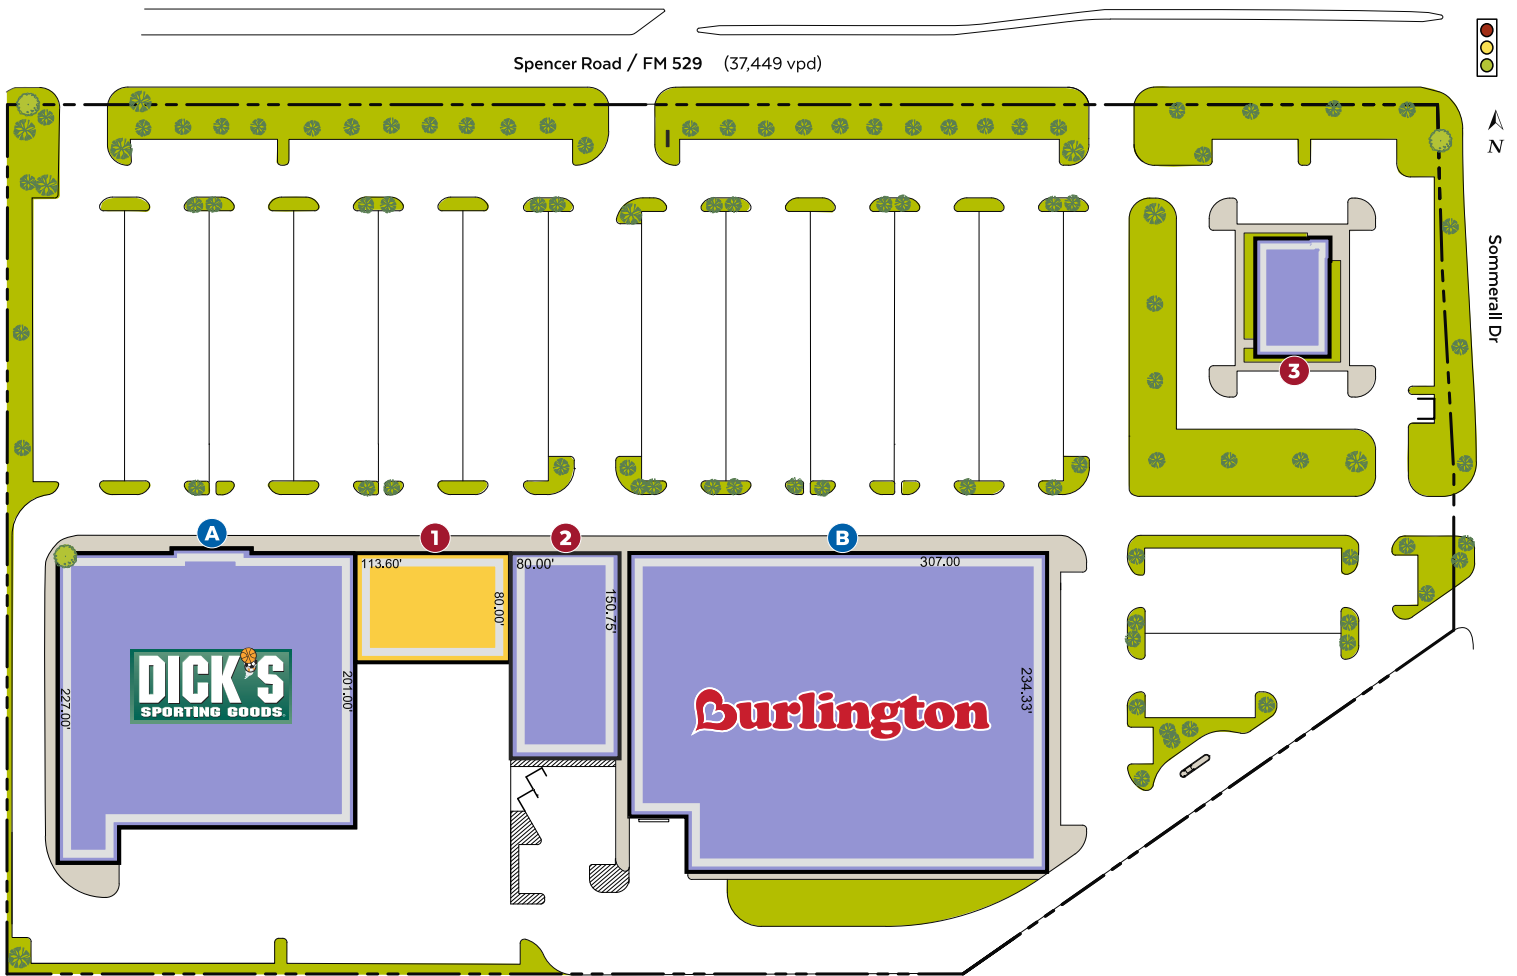 Spencer Road / FM 529 (37,449 vpd)
N
Sommerall Dr
3
A
1
2
B
113.60'
80.00'
307.00
80.00'
150.75'
DICK'S
SPORTING GOODS
227.00'
201.00'
Burlington
234.33'